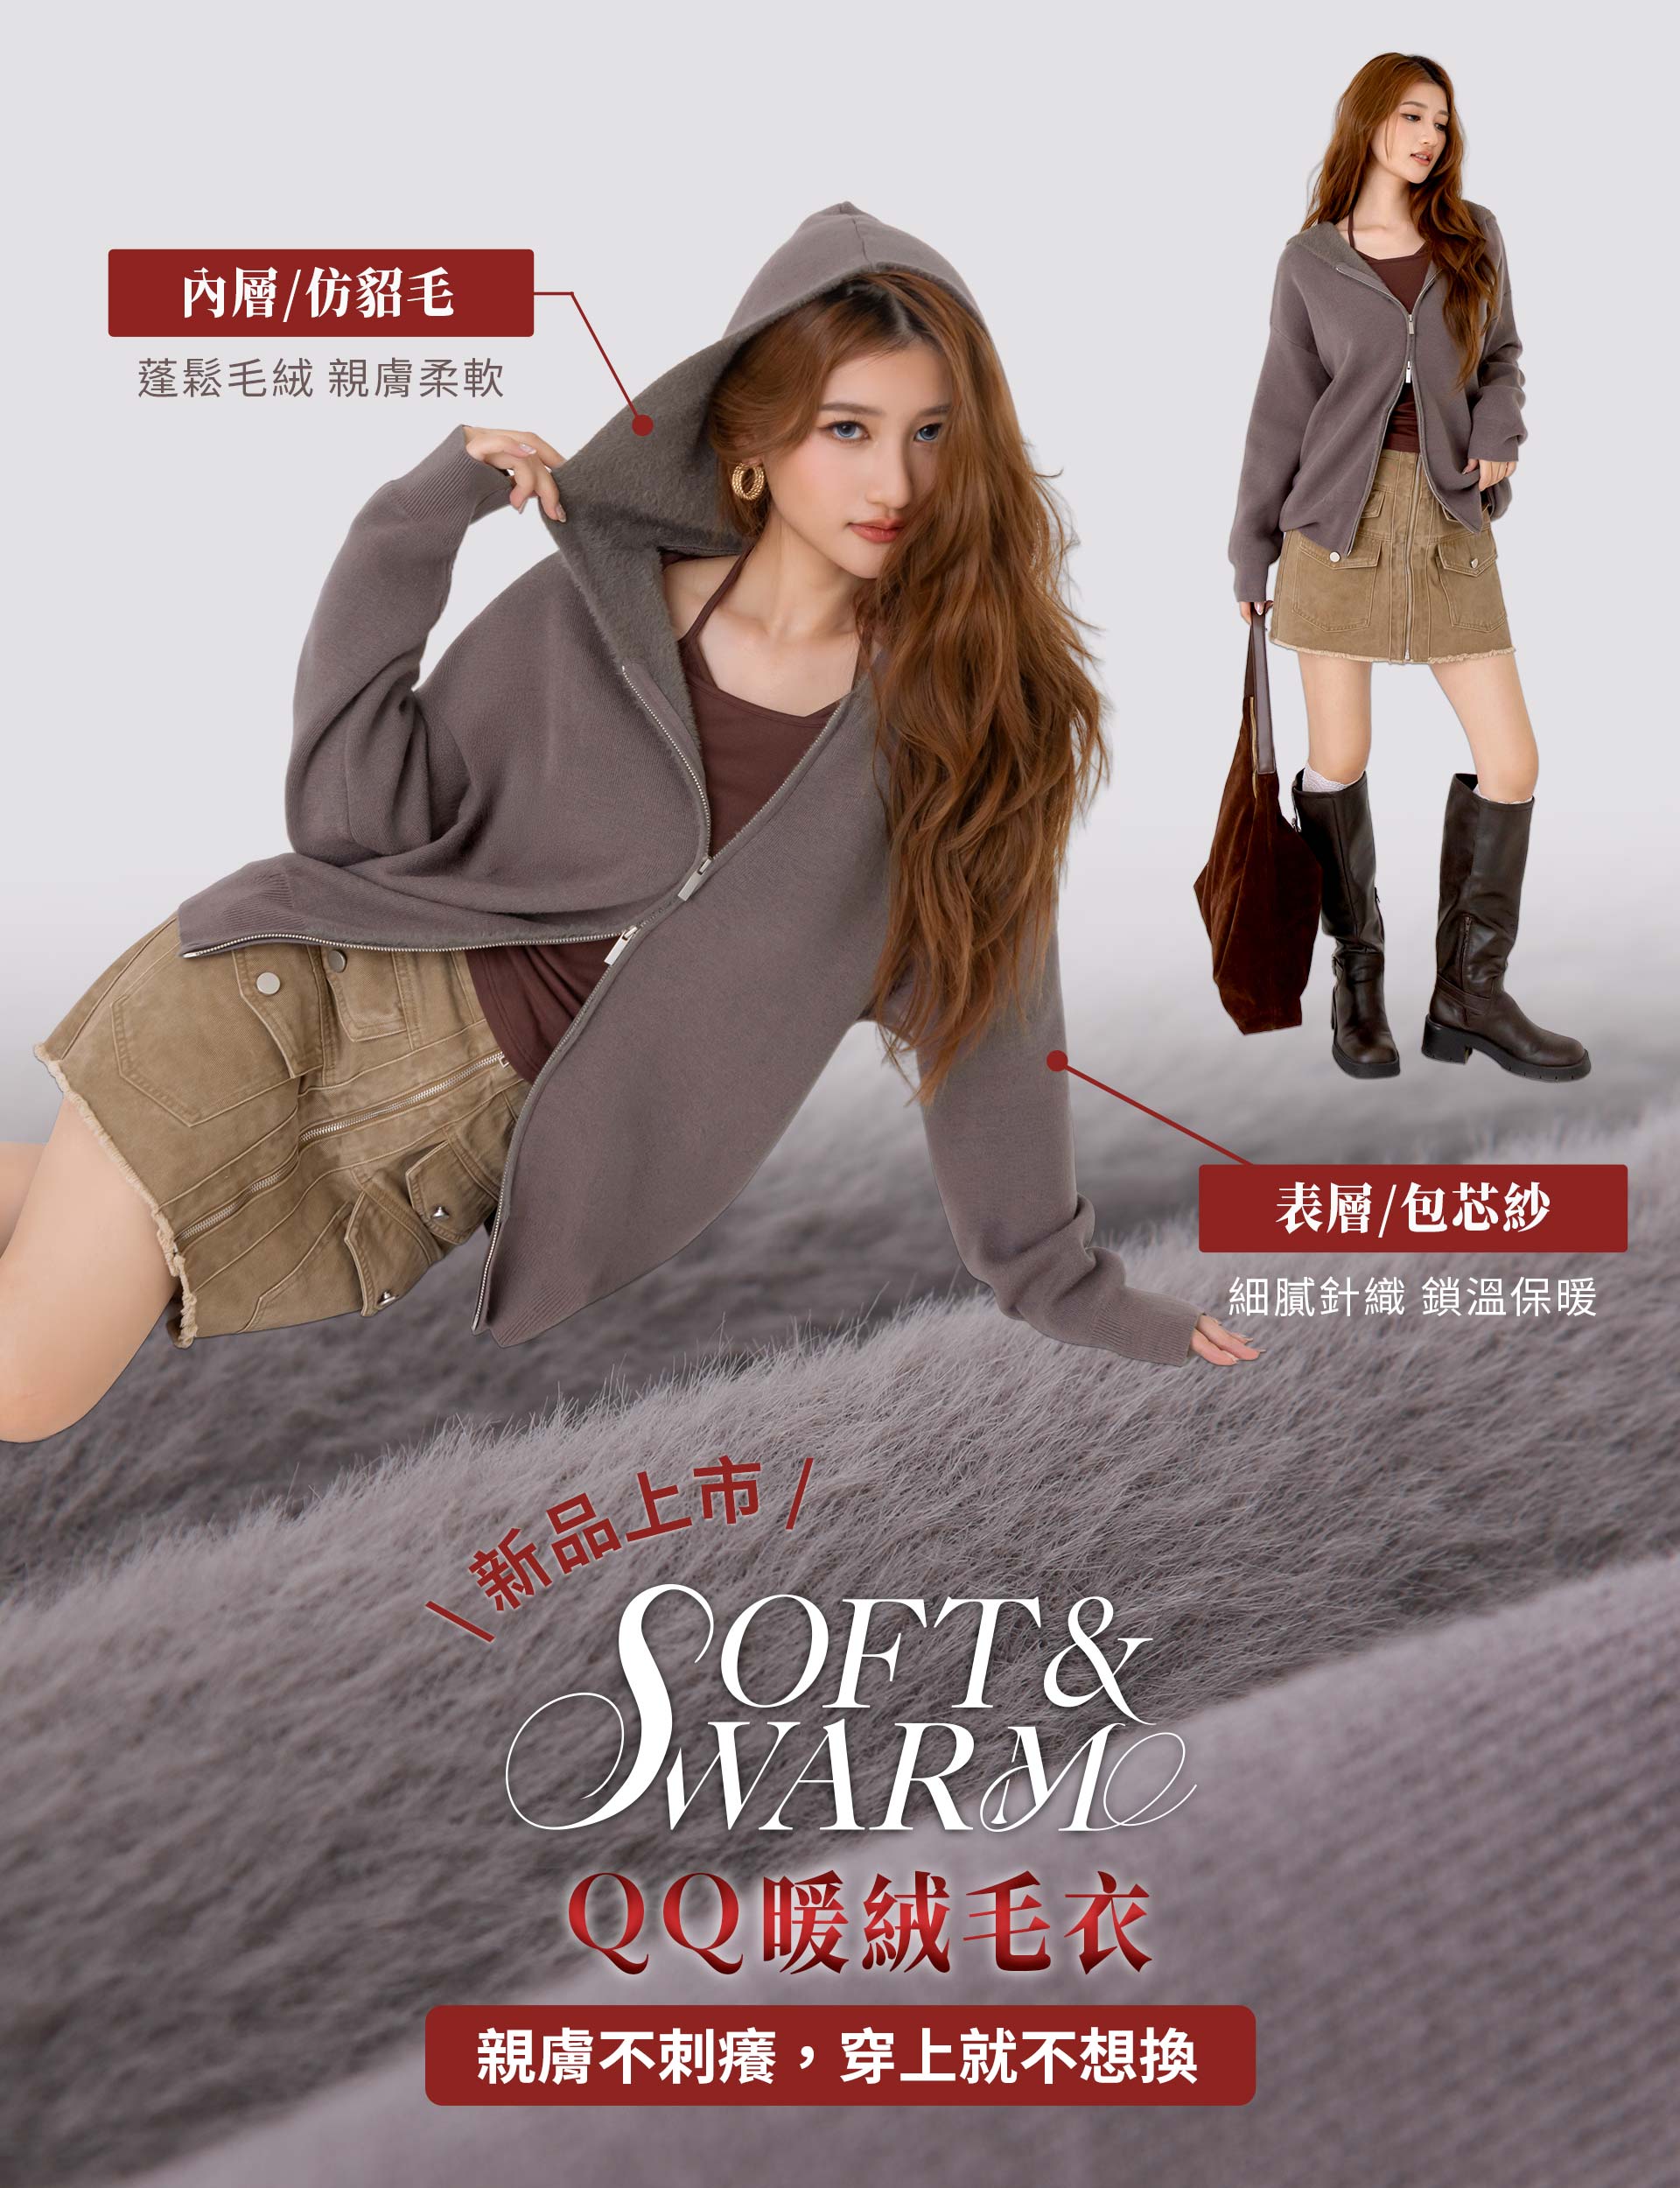 內層/仿貂毛
蓬鬆毛絨 親膚柔軟
表層/包芯紗
細膩針織 鎖溫保暖
\ 新品上市 /
SOFT &
WARM
QQ暖絨毛衣
親膚不刺癢，穿上就不想換